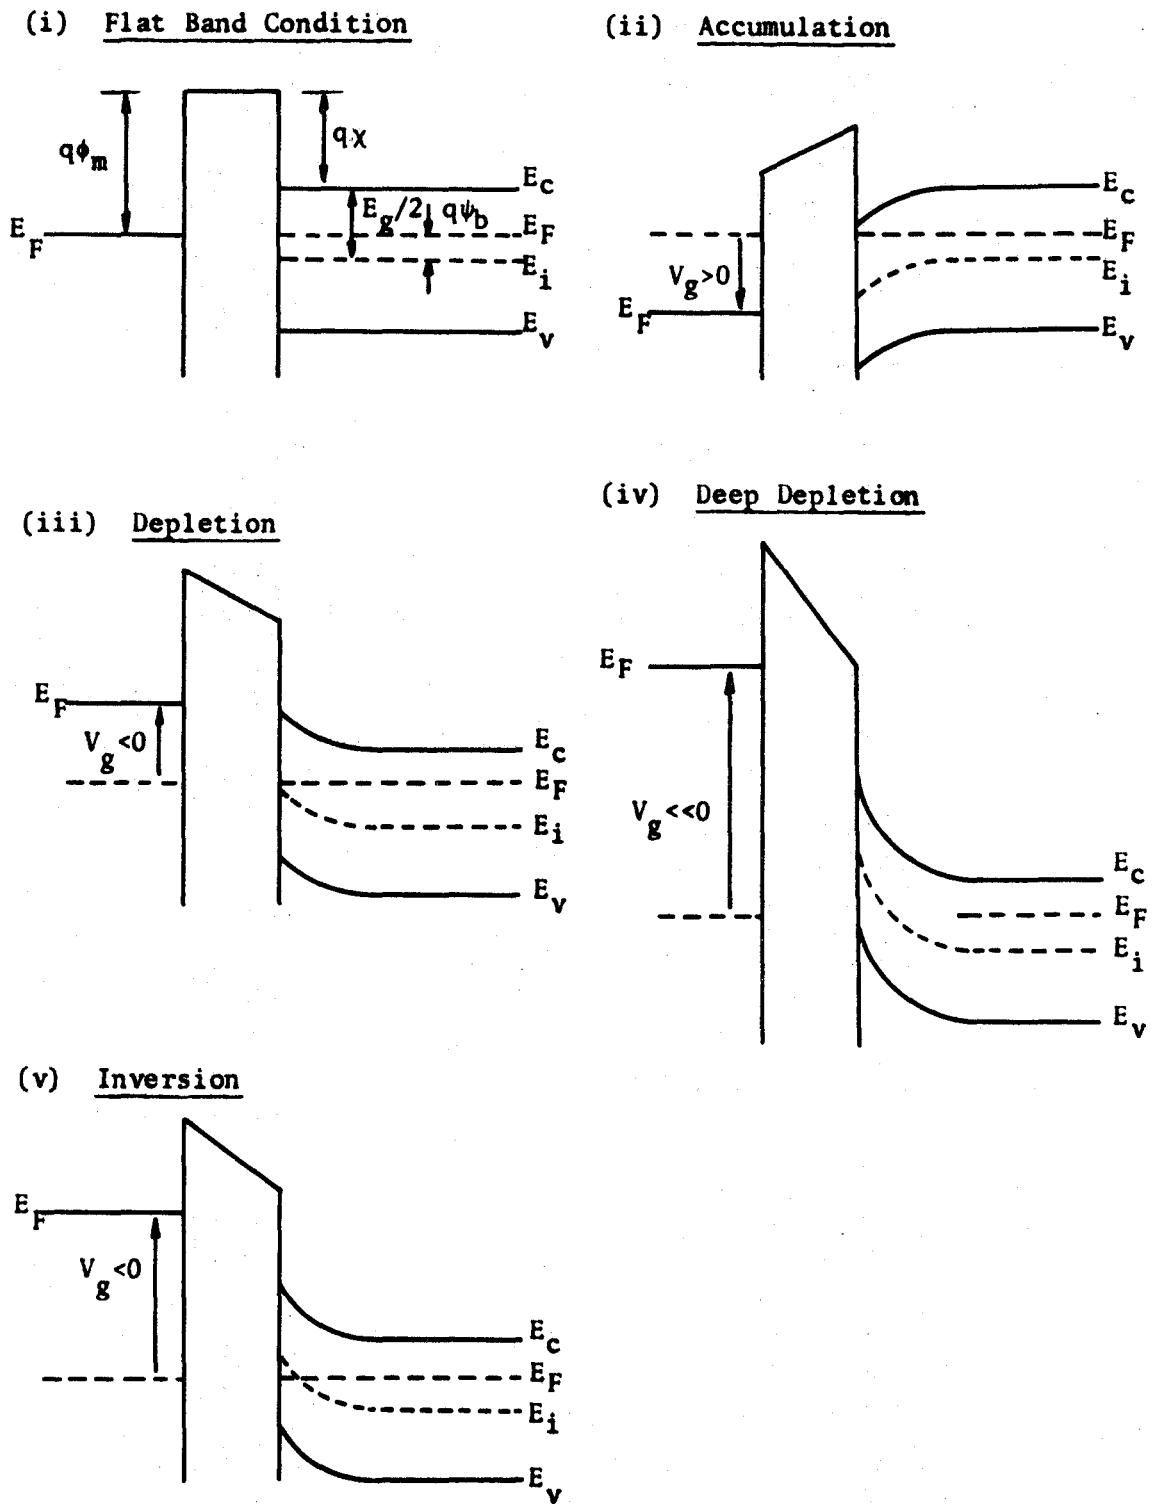 (i) Flat Band Condition
qφm
qχ
Ec
Eg/2
qψb
EF
EF
Ei
Ev
(ii) Accumulation
Ec
EF
Vg>0
Ei
EF
Ev
(iii) Depletion
EF
Vg<0
Ec
EF
Ei
Ev
(iv) Deep Depletion
EF
Vg<<0
Ec
EF
Ei
Ev
(v) Inversion
EF
Vg<0
Ec
EF
Ei
Ev